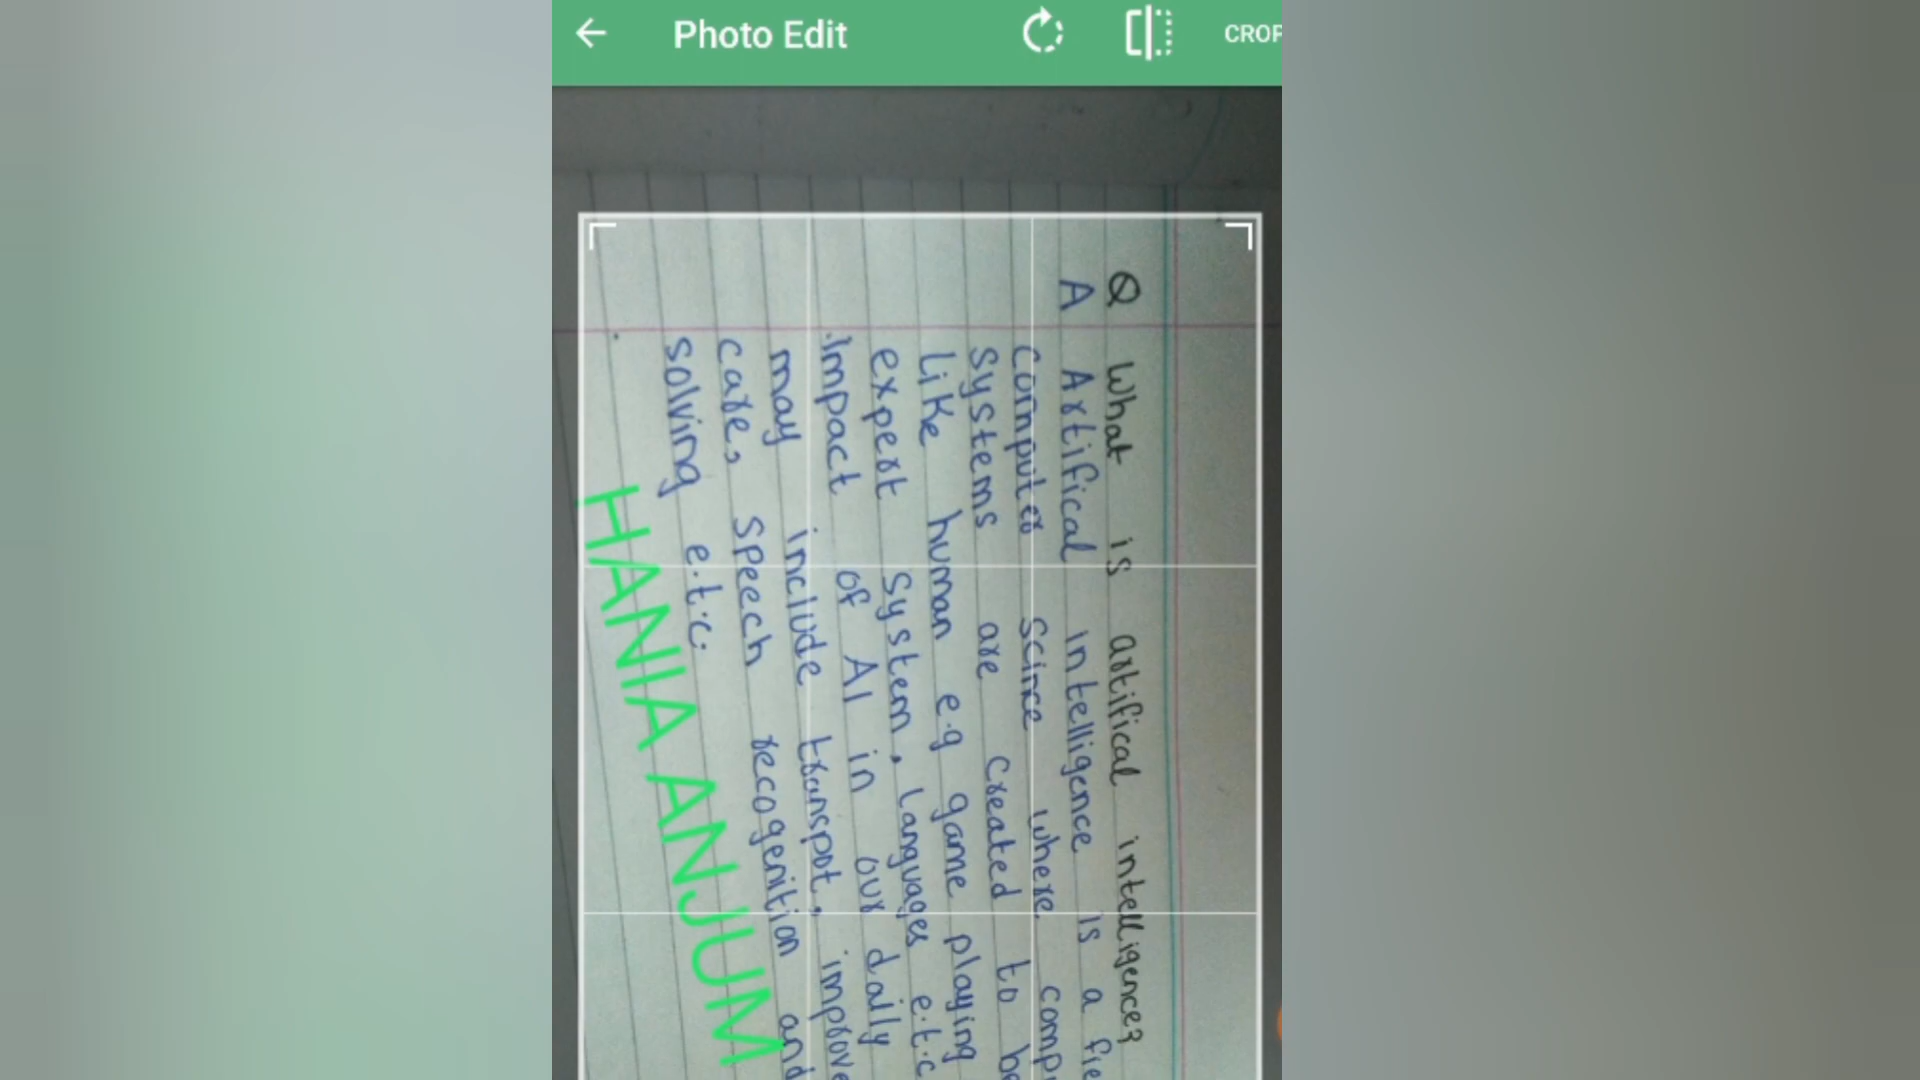 Photo Edit
CROP
Q What is artifical intelligence?
A Artifical intelligence is a fie
Computer scince where comp
Systems are created to be
like human e.g game playing
expert System, languages e.t.c
impact of AI in our daily
may include transpot, improve
care, speech recogenition and
solving e.t.c.
HANIA ANJUM